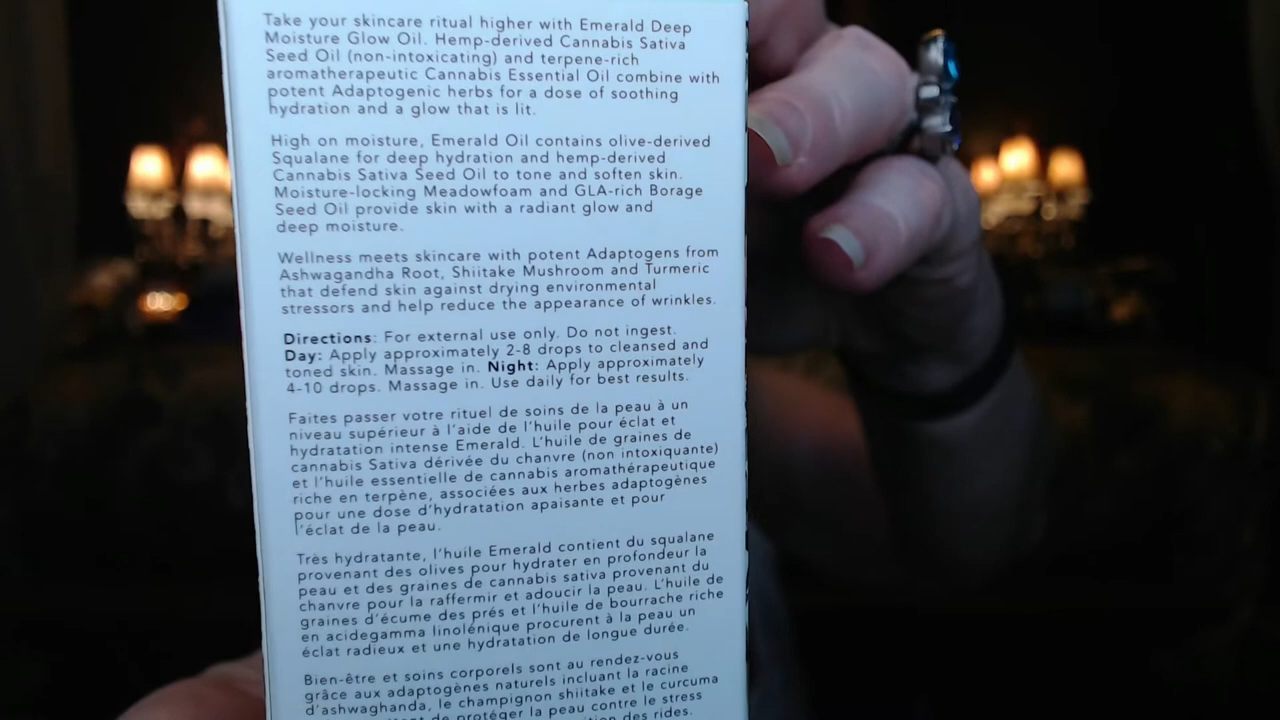 Take your skincare ritual higher with Emerald Deep
Moisture Glow Oil. Hemp-derived Cannabis Sativa
Seed Oil (non-intoxicating) and terpene-rich
aromatherapeutic Cannabis Essential Oil combine with
potent Adaptogenic herbs for a dose of soothing
hydration and a glow that is lit.
High on moisture, Emerald Oil contains olive-derived
Squalane for deep hydration and hemp-derived
Cannabis Sativa Seed Oil to tone and soften skin.
Moisture-locking Meadowfoam and GLA-rich Borage
Seed Oil provide skin with a radiant glow and
deep moisture.
Wellness meets skincare with potent Adaptogens from
Ashwagandha Root, Shiitake Mushroom and Turmeric
that defend skin against drying environmental
stressors and help reduce the appearance of wrinkles.
Directions: For external use only. Do not ingest.
Day: Apply approximately 2-8 drops to cleansed and
toned skin. Massage in. Night: Apply approximately
4-10 drops. Massage in. Use daily for best results.
Faites passer votre rituel de soins de la peau à un
niveau supérieur à l'aide de l'huile pour éclat et
hydratation intense Emerald. L'huile de graines de
cannabis Sativa dérivée du chanvre (non intoxiquante)
et l'huile essentielle de cannabis aromathérapeutique
riche en terpène, associées aux herbes adaptogènes
pour une dose d'hydratation apaisante et pour
l'éclat de la peau.
Très hydratante, l'huile Emerald contient du squalane
provenant des olives pour hydrater en profondeur la
peau et des graines de cannabis sativa provenant du
chanvre pour la raffermir et adoucir la peau. L'huile de
graines d'écume des prés et l'huile de bourrache riche
en acidegamma linolénique procurent à la peau un
éclat radieux et une hydratation de longue durée.
Bien-être et soins corporels sont au rendez-vous
grâce aux adaptogènes naturels incluant la racine
d'ashwaghanda, le champignon shiitake et le curcuma
de protéger la peau contre le stress
des rides.